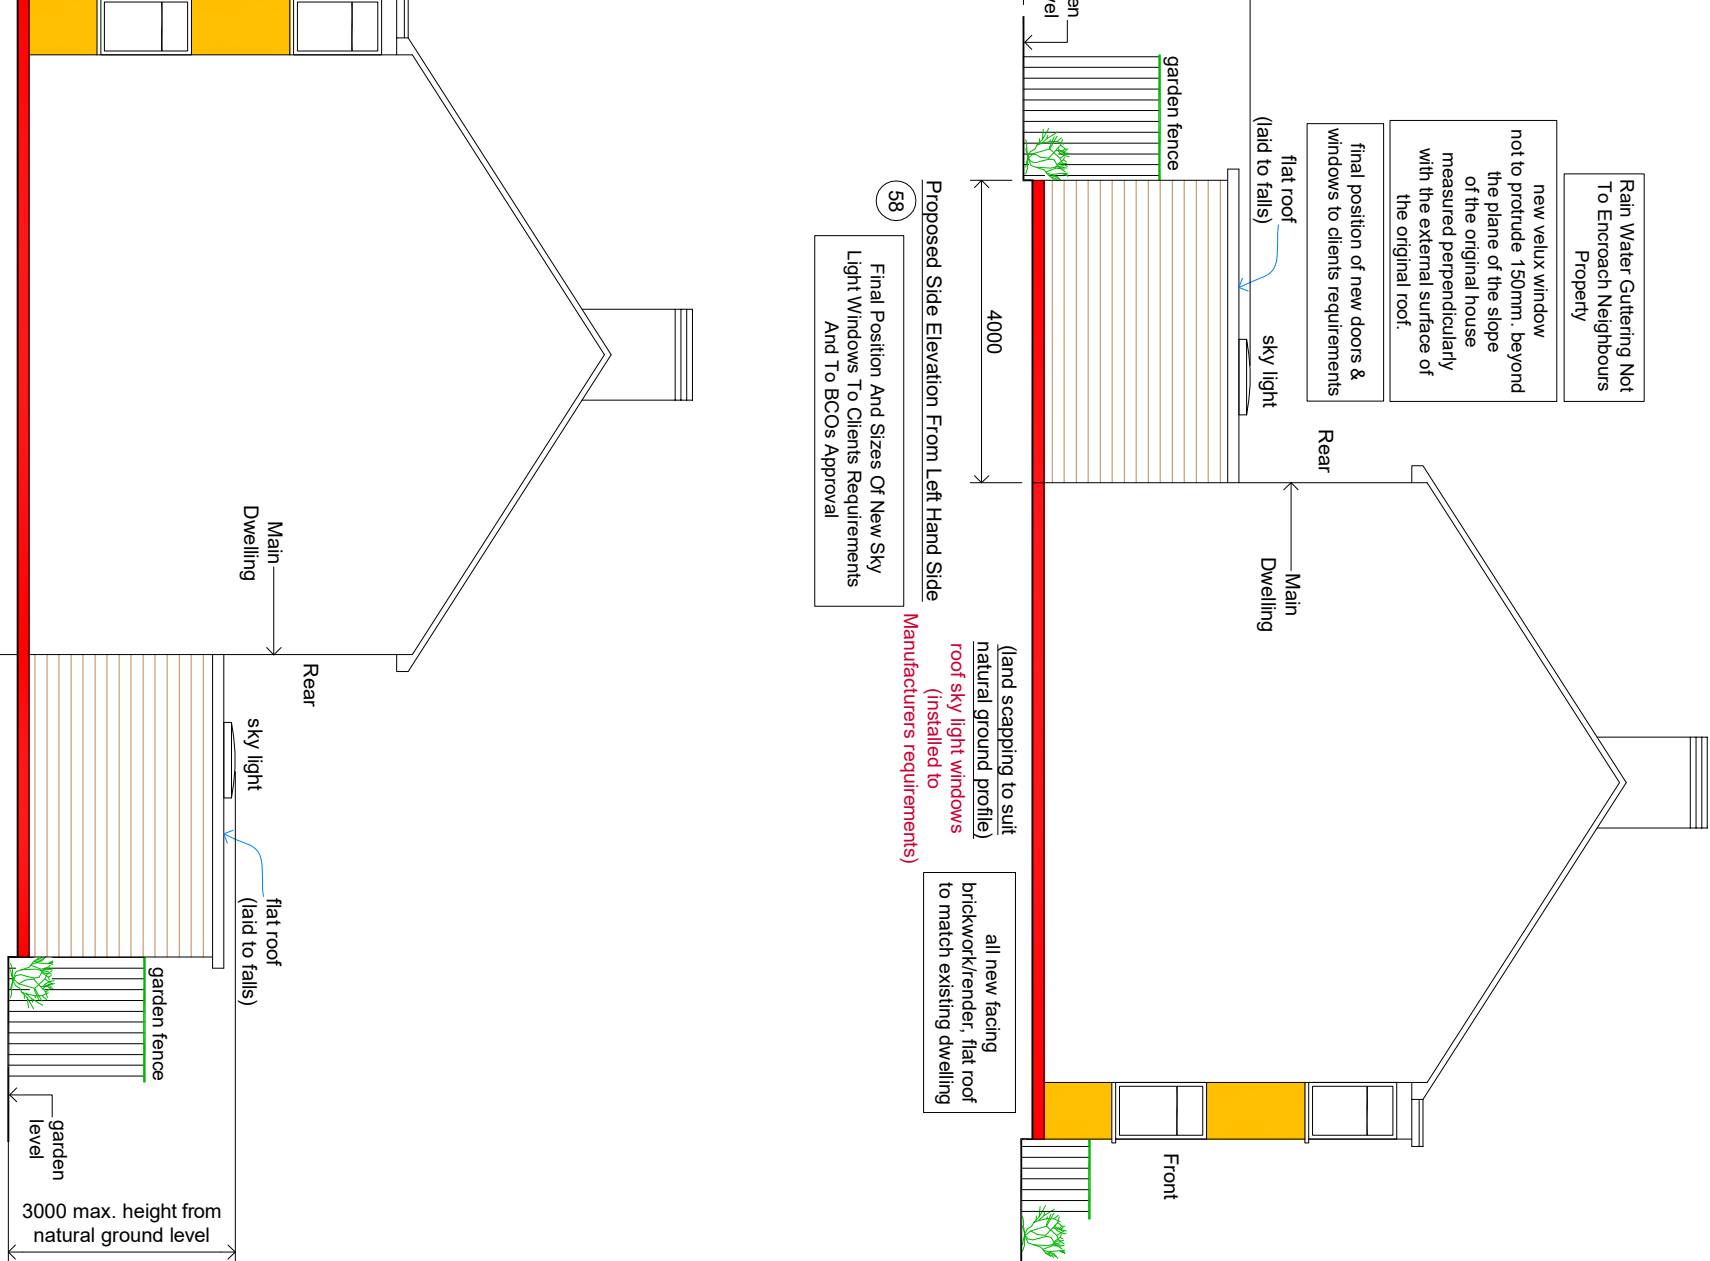 Rain Water Guttering Not
To Encroach Neighbours
Property
new velux window
not to protrude 150mm. beyond
the plane of the slope
of the original house
measured perpendicularly
with the external surface of
the original roof.
final position of new doors &
windows to clients requirements
flat roof
(laid to falls)
sky light
Rear
Main
Dwelling
garden fence
en
vel
4000
Front
Proposed Side Elevation From Left Hand Side
58
Final Position And Sizes Of New Sky
Light Windows To Clients Requirements
And To BCOs Approval
(land scapping to suit
natural ground profile)
roof sky light windows
(installed to
Manufacturers requirements)
all new facing
brickwork/render, flat roof
to match existing dwelling
Main
Dwelling
Rear
sky light
flat roof
(laid to falls)
garden fence
garden
level
3000 max. height from
natural ground level